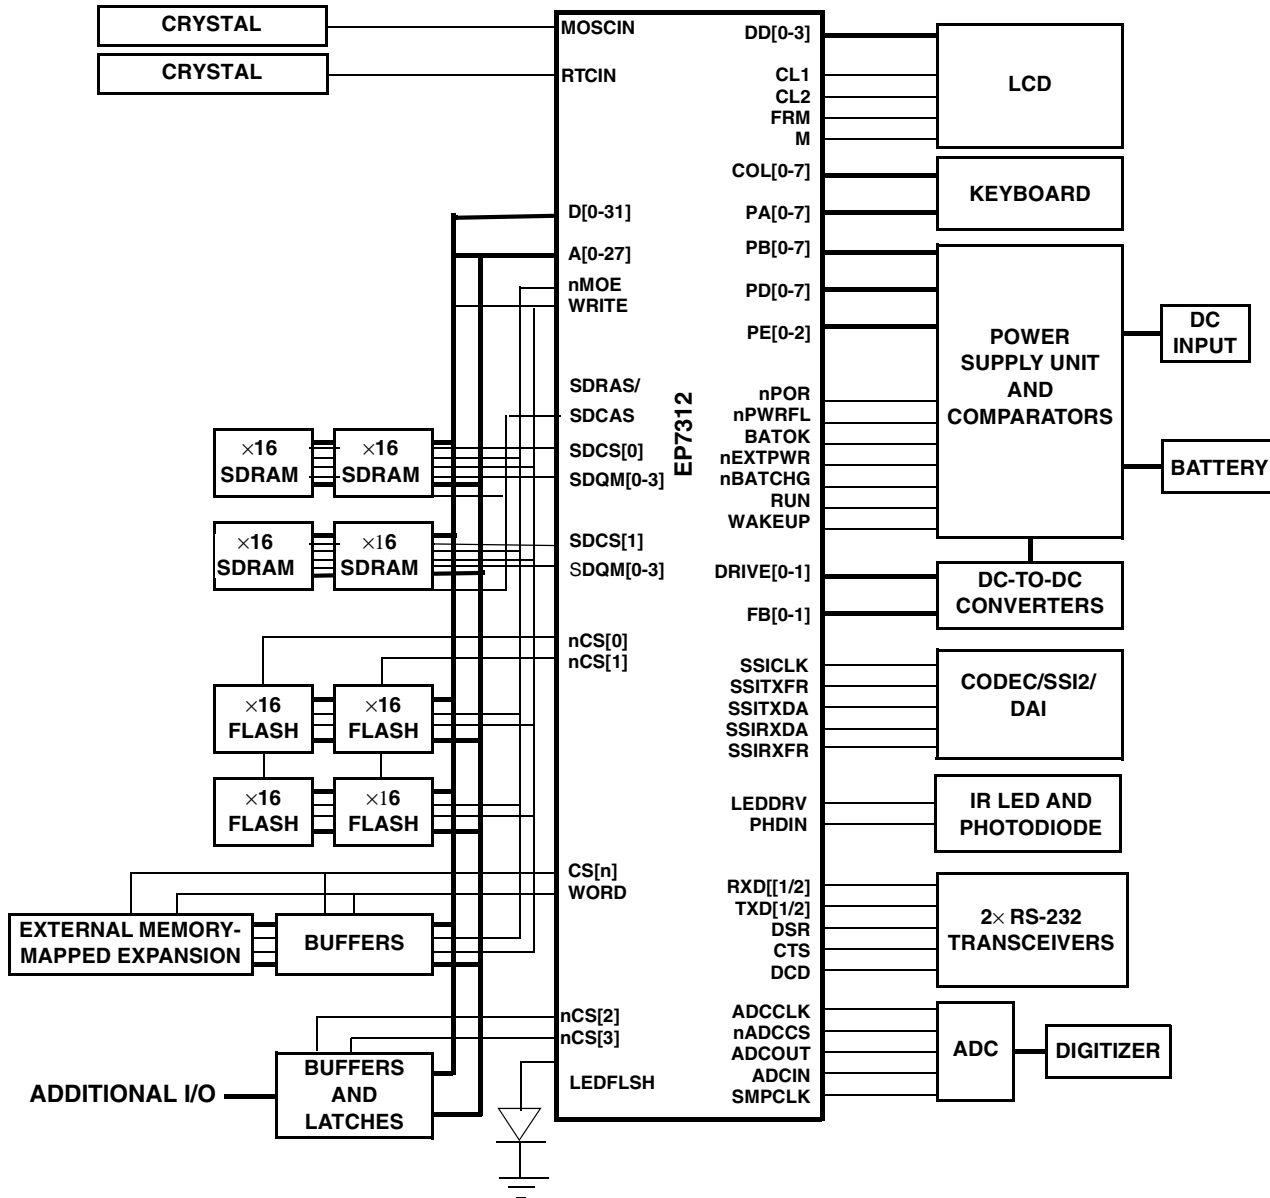 CRYSTAL
CRYSTAL
MOSCIN
RTCIN
D[0-31]
A[0-27]
nMOE
WRITE
SDRAS/
SDCAS
SDCS[0]
SDQM[0-3]
SDCS[1]
SDQM[0-3]
nCS[0]
nCS[1]
CS[n]
WORD
nCS[2]
nCS[3]
LEDFLSH
×16
SDRAM
×16
SDRAM
×16
SDRAM
×16
SDRAM
×16
FLASH
×16
FLASH
×16
FLASH
×16
FLASH
EXTERNAL MEMORY-
MAPPED EXPANSION
BUFFERS
ADDITIONAL I/O
BUFFERS
AND
LATCHES
EP7312
DD[0-3]
CL1
CL2
FRM
M
COL[0-7]
PA[0-7]
PB[0-7]
PD[0-7]
PE[0-2]
nPOR
nPWRFL
BATOK
nEXTPWR
nBATCHG
RUN
WAKEUP
DRIVE[0-1]
FB[0-1]
SSICLK
SSITXFR
SSITXDA
SSIRXDA
SSIRXFR
LEDDRV
PHDIN
RXD[[1/2]
TXD[1/2]
DSR
CTS
DCD
ADCCLK
nADCCS
ADCOUT
ADCIN
SMPCLK
LCD
KEYBOARD
POWER
SUPPLY UNIT
AND
COMPARATORS
DC
INPUT
BATTERY
DC-TO-DC
CONVERTERS
CODEC/SSI2/
DAI
IR LED AND
PHOTODIODE
2× RS-232
TRANSCEIVERS
ADC
DIGITIZER